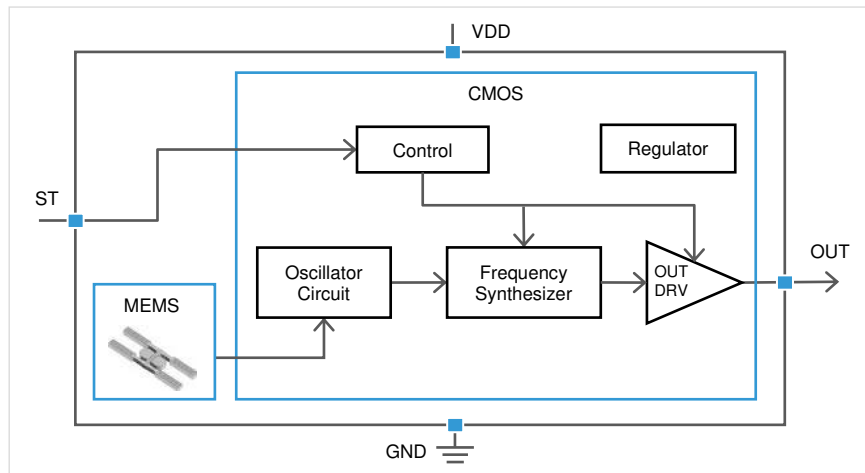 VDD
CMOS
Control
Regulator
ST
Oscillator
Circuit
Frequency
Synthesizer
OUT
DRV
OUT
MEMS
GND